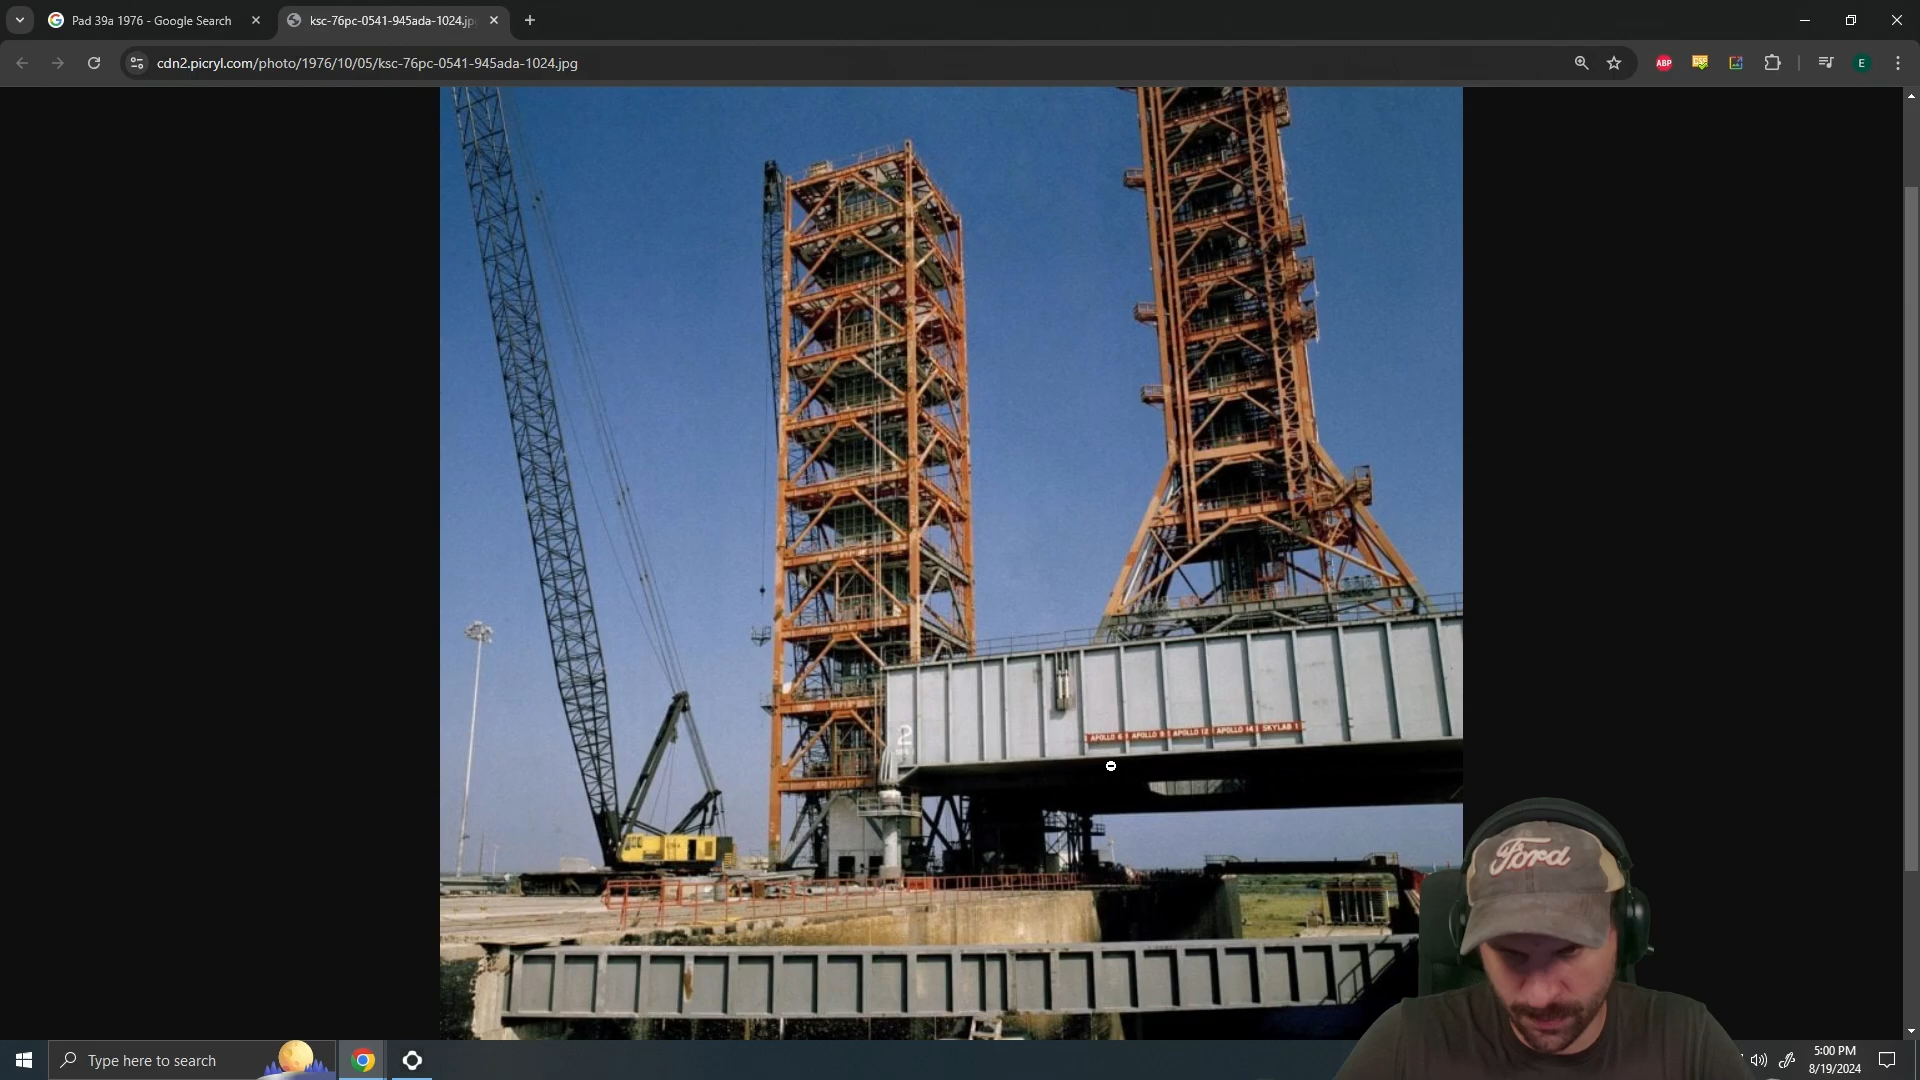 Pad 39a 1976 - Google Search
ksc-76pc-0541-945ada-1024.jp
cdn2.picryl.com/photo/1976/10/05/ksc-76pc-0541-945ada-1024.jpg
ABP
E
2
APOLLO 6 APOLLO 9 APOLLO 12 APOLLO 14 SKYLAB 1
Ford
Type here to search
5:00 PM
8/19/2024